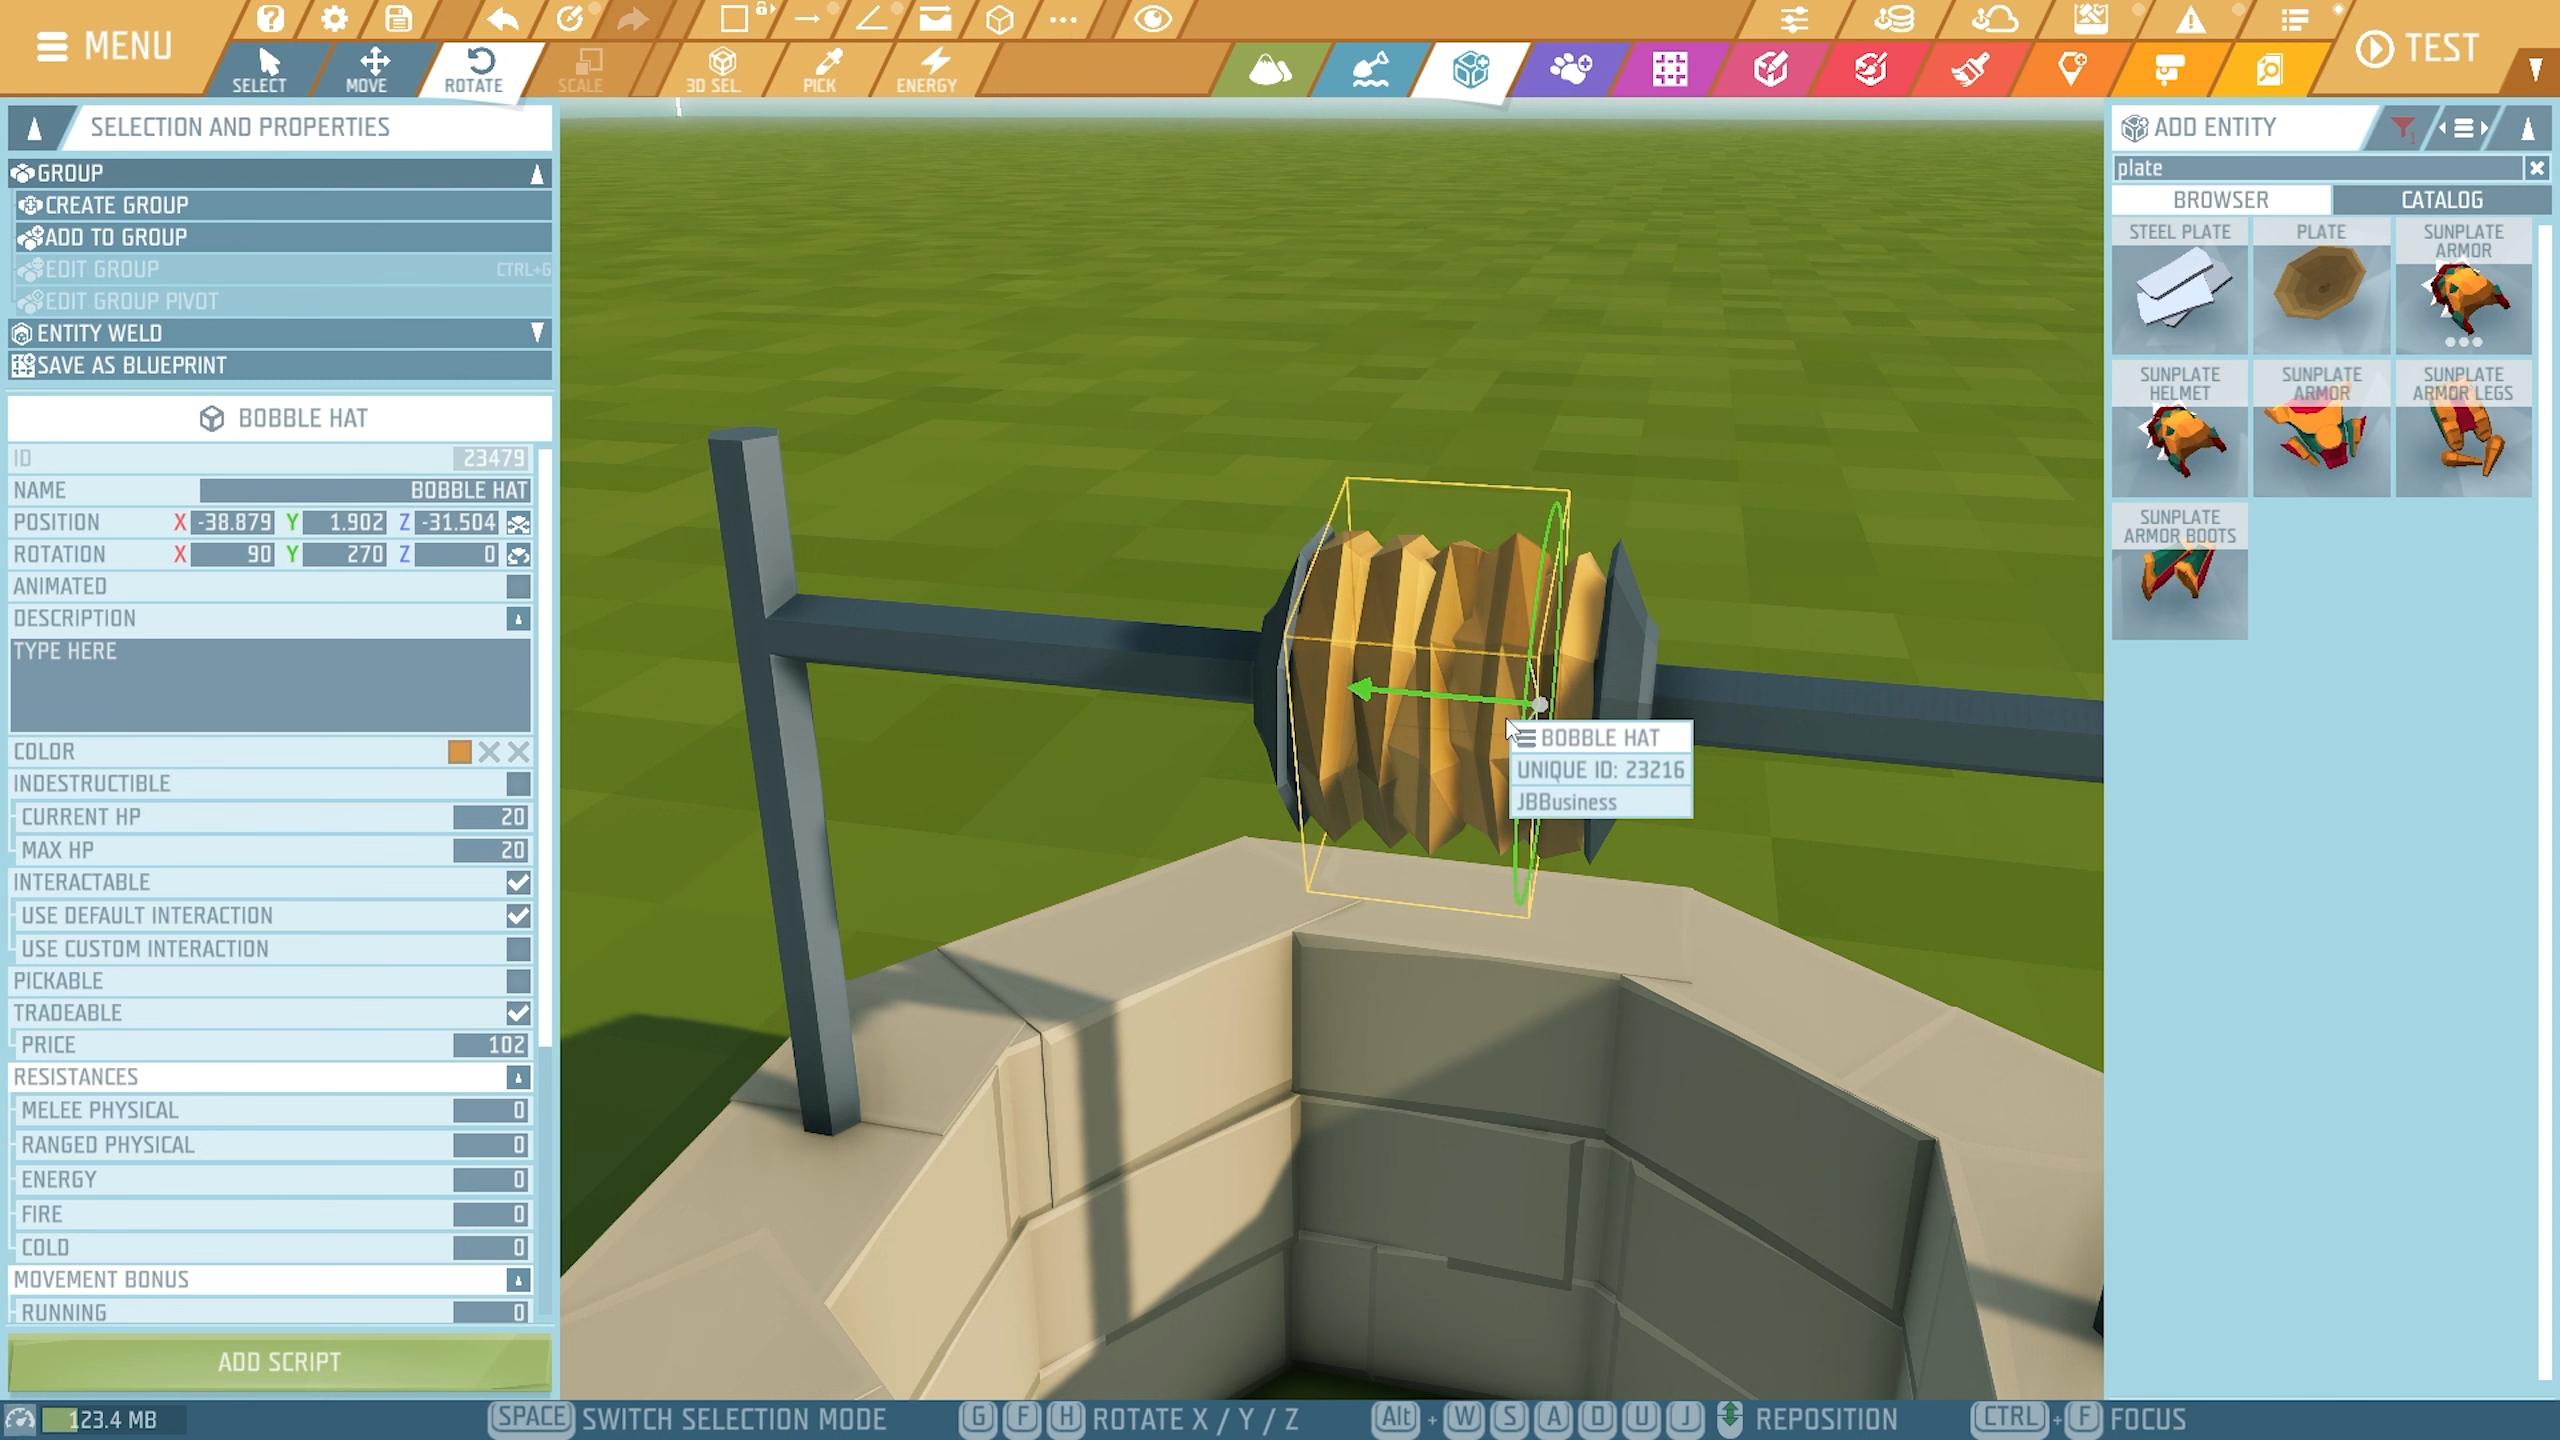 MENU
SELECT
MOVE
ROTATE
SCALE
3D SEL.
PICK
ENERGY
TEST
SELECTION AND PROPERTIES
GROUP
CREATE GROUP
ADD TO GROUP
EDIT GROUP CTRL+G
EDIT GROUP PIVOT
ENTITY WELD
SAVE AS BLUEPRINT
BOBBLE HAT
ID 23479
NAME BOBBLE HAT
POSITION X -38.879 Y 1.902 Z -31.504
ROTATION X 90 Y 270 Z 0
ANIMATED
DESCRIPTION
TYPE HERE
COLOR
INDESTRUCTIBLE
CURRENT HP 20
MAX HP 20
INTERACTABLE
USE DEFAULT INTERACTION
USE CUSTOM INTERACTION
PICKABLE
TRADEABLE
PRICE 102
RESISTANCES
MELEE PHYSICAL 0
RANGED PHYSICAL 0
ENERGY 0
FIRE 0
COLD 0
MOVEMENT BONUS
RUNNING 0
ADD SCRIPT
BOBBLE HAT
UNIQUE ID: 23216
JBBusiness
ADD ENTITY
1
plate
BROWSER CATALOG
STEEL PLATE
PLATE
SUNPLATE
ARMOR
SUNPLATE
HELMET
SUNPLATE
ARMOR
SUNPLATE
ARMOR LEGS
SUNPLATE
ARMOR BOOTS
123.4 MB
SPACE SWITCH SELECTION MODE
G F H ROTATE X / Y / Z
Alt + W S A D U J REPOSITION
CTRL + F FOCUS